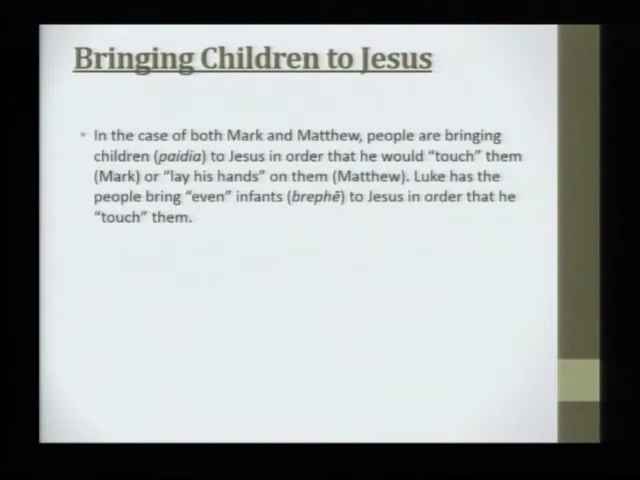 Bringing Children to Jesus
• In the case of both Mark and Matthew, people are bringing
children (paidia) to Jesus in order that he would “touch” them
(Mark) or “lay his hands” on them (Matthew). Luke has the
people bring “even” infants (brephē) to Jesus in order that he
“touch” them.